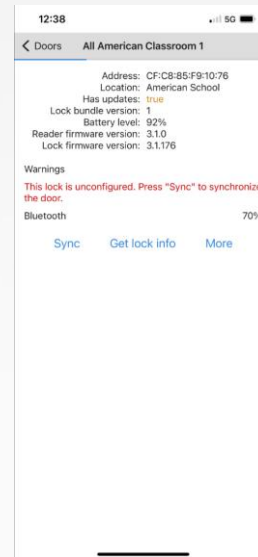 12:38 5G
Doors All American Classroom 1
Address: CF:C8:85:F9:10:76
Location: American School
Has updates: true
Lock bundle version: 1
Battery level: 92%
Reader firmware version: 3.1.0
Lock firmware version: 3.1.176
Warnings
This lock is unconfigured. Press "Sync" to synchronize
the door.
Bluetooth 70%
Sync Get lock info More